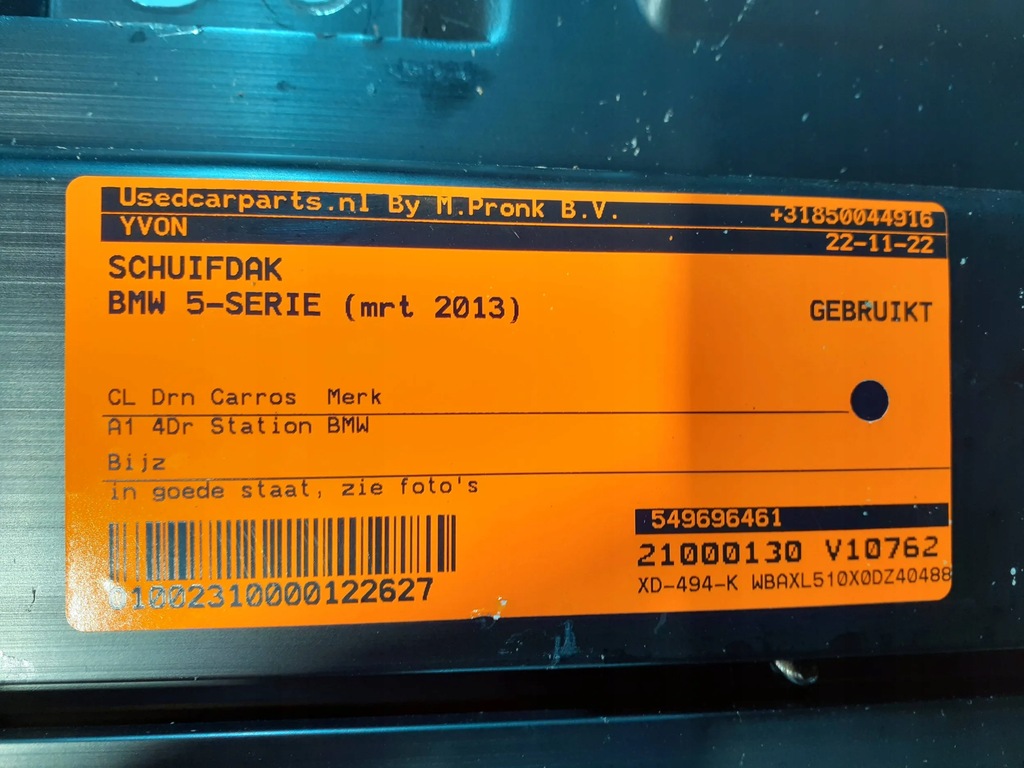 Usedcarparts.nl By M.Pronk B.V. +31850044916
YVON 22-11-22
SCHUIFDAK
BMW 5-SERIE (mrt 2013) GEBRUIKT
CL Drn Carros Merk
A1 4Dr Station BMW
Bijz
in goede staat, zie foto's
549696461
21000130 V10762
XD-494-K WBAXL510X0DZ40488
01002310000122627